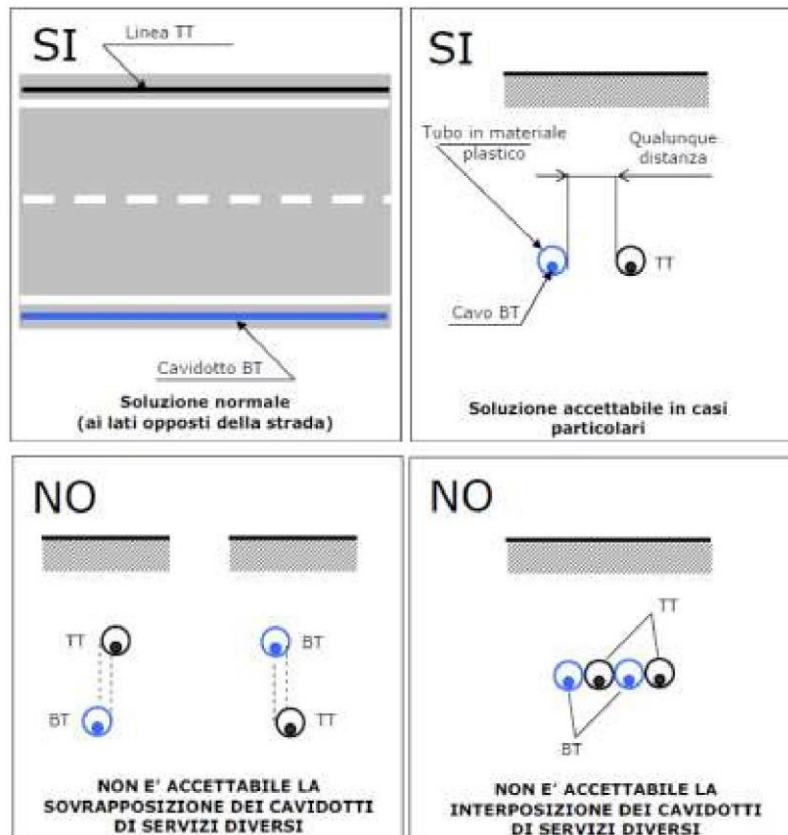 SI
Linea TT
Cavidotto BT
Soluzione normale
(ai lati opposti della strada)
SI
Tubo in materiale
plastico
Qualunque
distanza
TT
Cavo BT
Soluzione accettabile in casi
particolari
NO
TT
BT
BT
TT
NON E' ACCETTABILE LA
SOVRAPPOSIZIONE DEI CAVIDOTTI
DI SERVIZI DIVERSI
NO
TT
BT
NON E' ACCETTABILE LA
INTERPOSIZIONE DEI CAVIDOTTI
DI SERVIZI DIVERSI